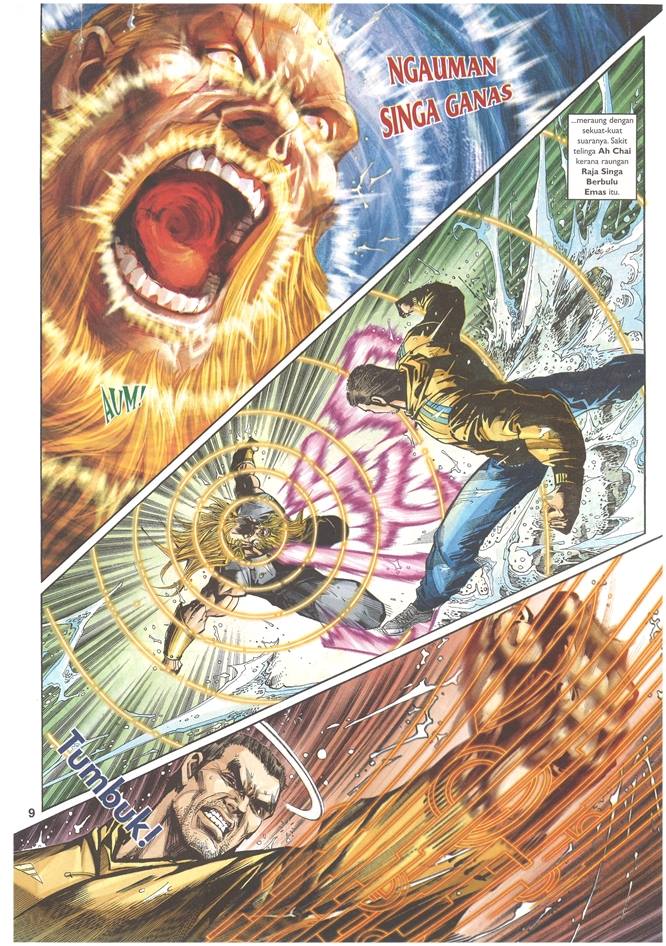 NGAUMAN
SINGA GANAS
...meraung dengan
sekuat-kuat
suaranya. Sakit
telinga Ah Chai
kerana raungan
Raja Singa
Berbulu
Emas itu.
AUM!
Tumbuk!
9